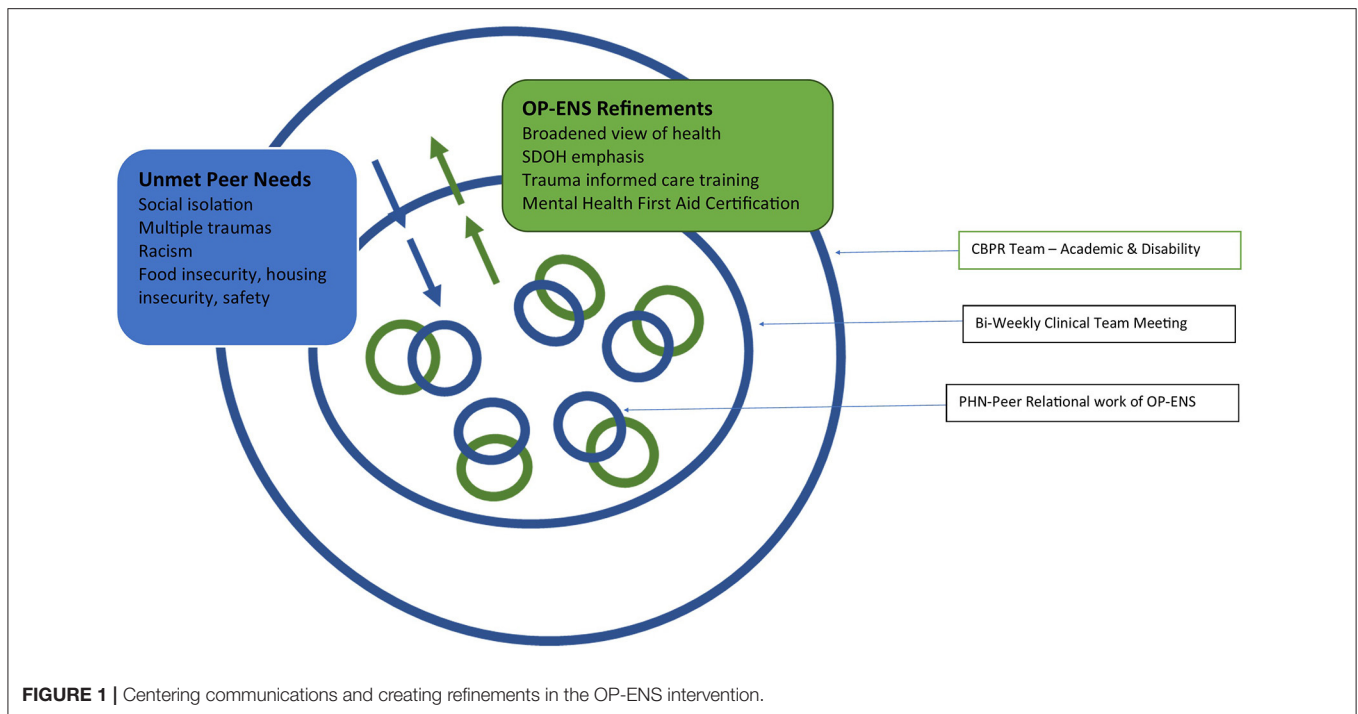 OP-ENS Refinements
Broadened view of health
SDOH emphasis
Trauma informed care training
Mental Health First Aid Certification
Unmet Peer Needs
Social isolation
Multiple traumas
Racism
Food insecurity, housing
insecurity, safety
CBPR Team – Academic & Disability
Bi-Weekly Clinical Team Meeting
PHN-Peer Relational work of OP-ENS
FIGURE 1 | Centering communications and creating refinements in the OP-ENS intervention.